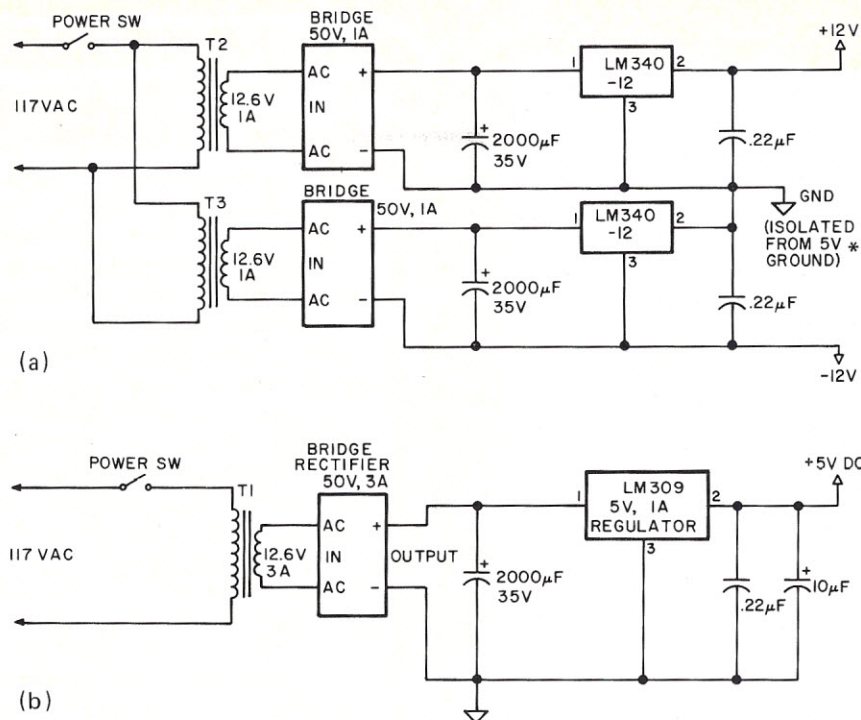 POWER SW
117VAC
T2
12.6V
1A
BRIDGE
50V, 1A
AC
IN
AC
+
-
+
2000µF
35V
1
LM340
-12
2
3
.22µF
+12V
GND
(ISOLATED
FROM 5V *
GROUND)
T3
12.6V
1A
BRIDGE
50V, 1A
AC
IN
AC
+
-
+
2000µF
35V
1
LM340
-12
2
3
.22µF
-12V
(a)
POWER SW
117VAC
T1
12.6V
3A
BRIDGE
RECTIFIER
50V, 3A
AC
IN
AC
+
-
OUTPUT
+
2000µF
35V
1
LM309
5V, 1A
REGULATOR
2
3
.22µF
+
10µF
+5V DC
(b)